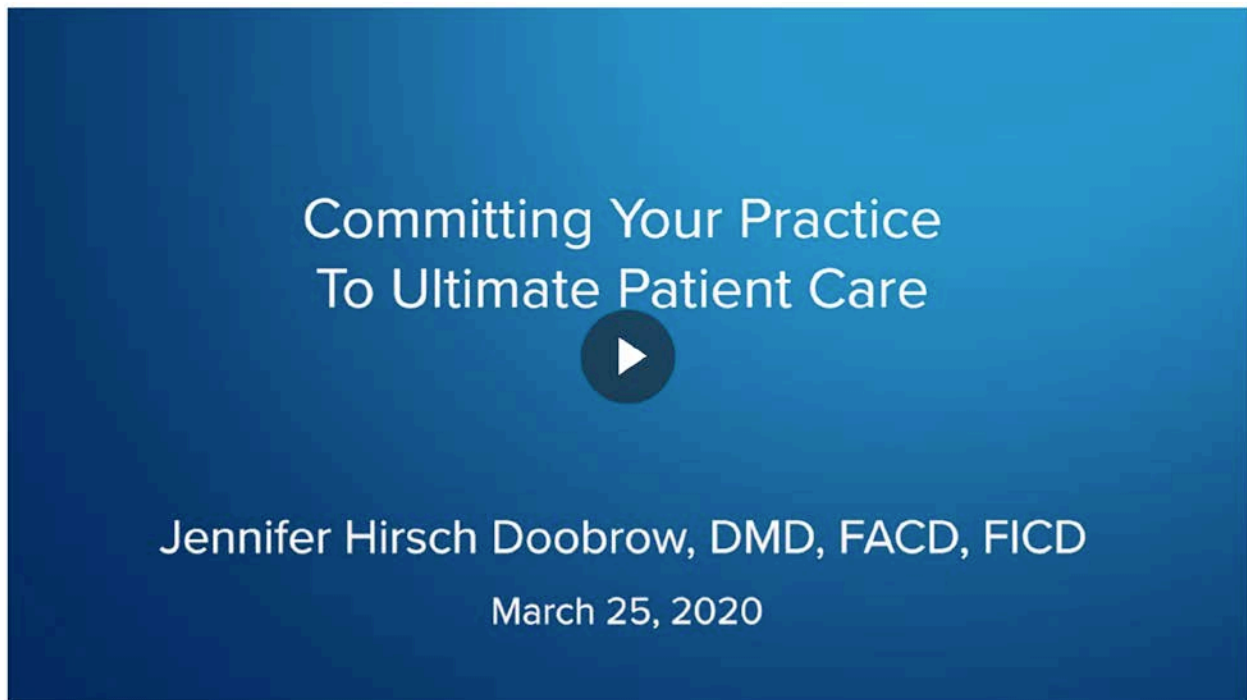 Committing Your Practice
To Ultimate Patient Care
Jennifer Hirsch Doobrow, DMD, FACD, FICD
March 25, 2020